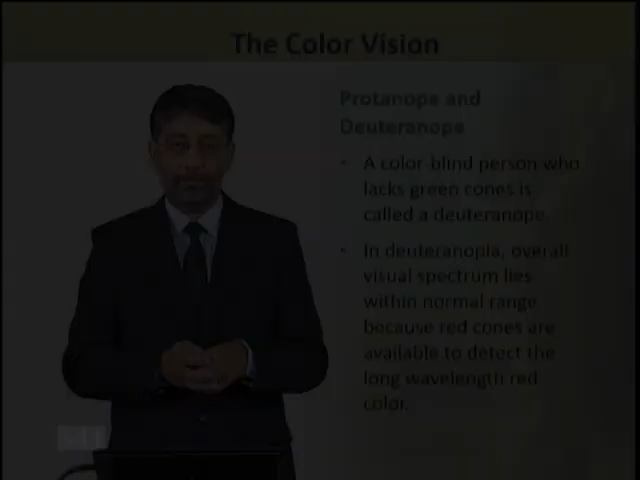 The Color Vision
Protanope and
Deuteranope
• A color-blind person who
lacks green cones is
called a deuteranope.
• In deuteranopia, overall
visual spectrum lies
within normal range
because red cones are
available to detect the
long wavelength red
color.